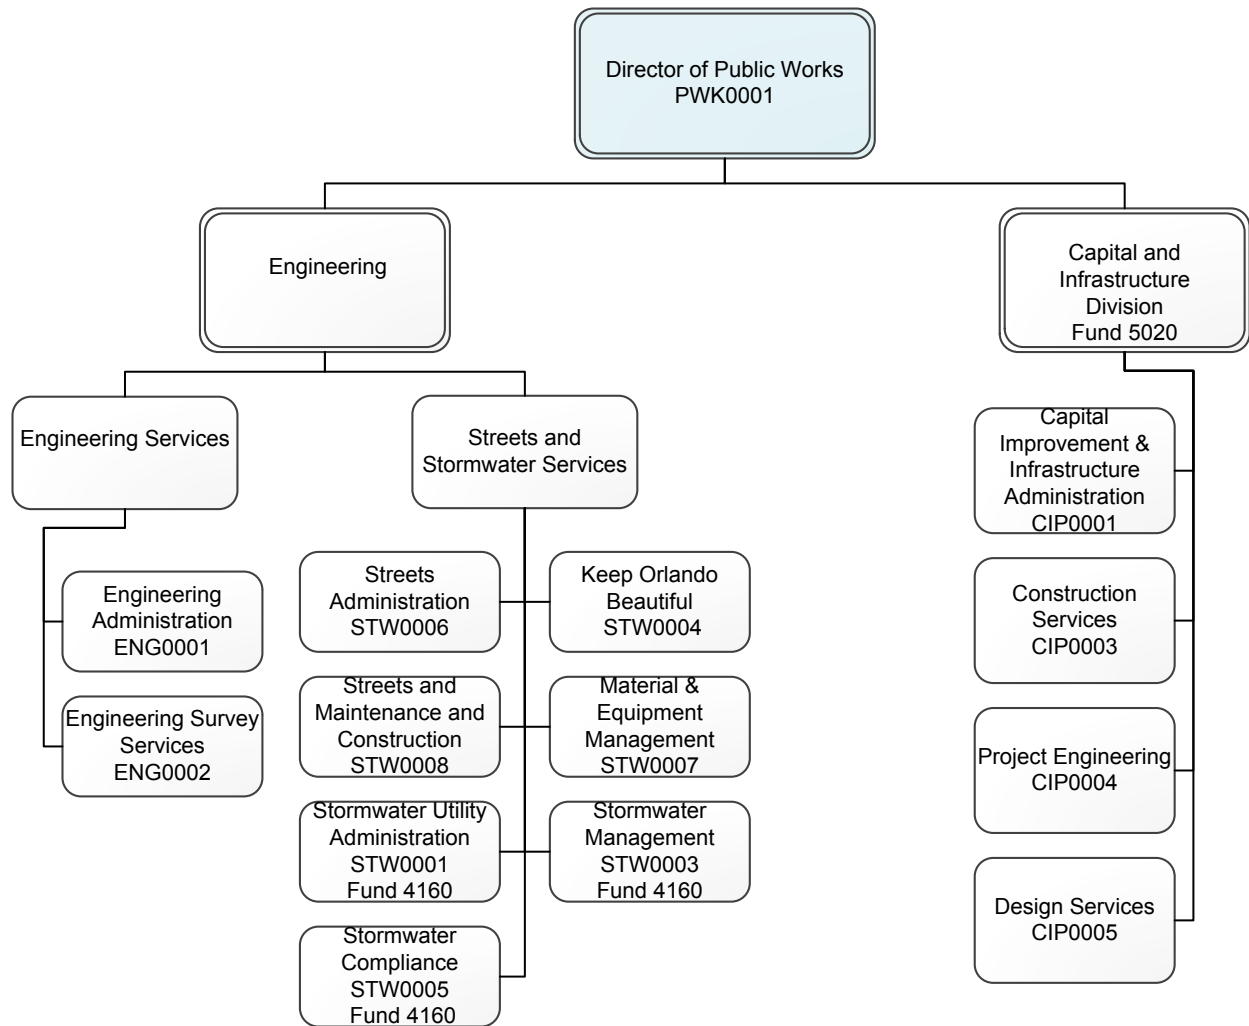 Director of Public Works
PWK0001
Engineering
Capital and
Infrastructure
Division
Fund 5020
Engineering Services
Streets and
Stormwater Services
Capital
Improvement &
Infrastructure
Administration
CIP0001
Engineering
Administration
ENG0001
Streets
Administration
STW0006
Keep Orlando
Beautiful
STW0004
Construction
Services
CIP0003
Engineering Survey
Services
ENG0002
Streets and
Maintenance and
Construction
STW0008
Material &
Equipment
Management
STW0007
Project Engineering
CIP0004
Stormwater Utility
Administration
STW0001
Fund 4160
Stormwater
Management
STW0003
Fund 4160
Design Services
CIP0005
Stormwater
Compliance
STW0005
Fund 4160